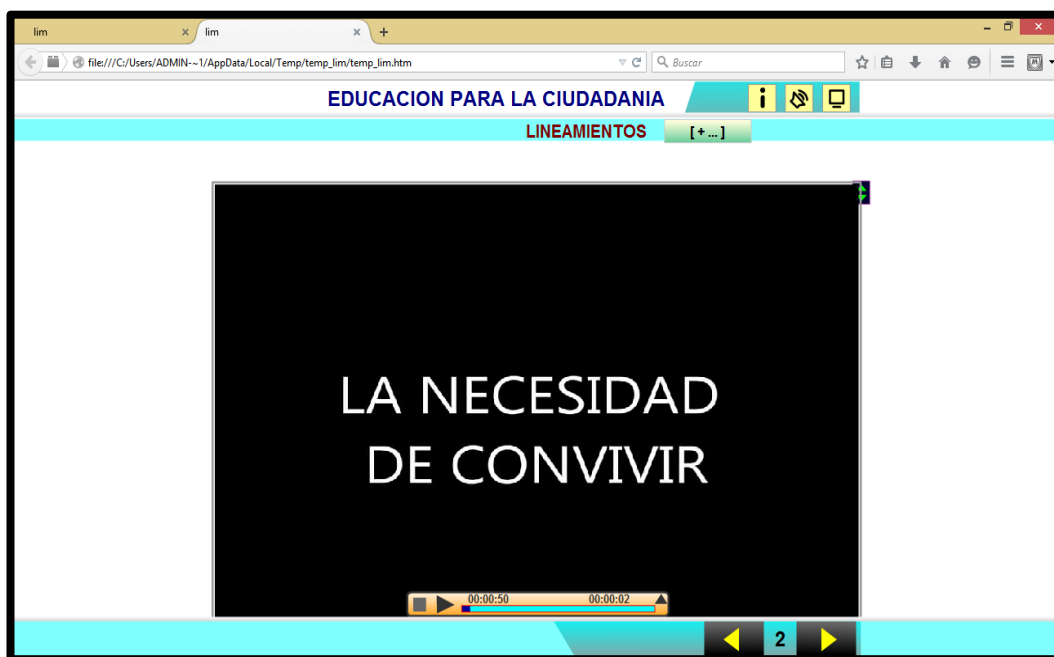 lim
lim
file:///C:/Users/ADMIN-~1/AppData/Local/Temp/temp_lim/temp_lim.htm
Buscar
EDUCACION PARA LA CIUDADANIA
LINEAMIENTOS
[+...]
LA NECESIDAD
DE CONVIVIR
00:00:50 00:00:02
2